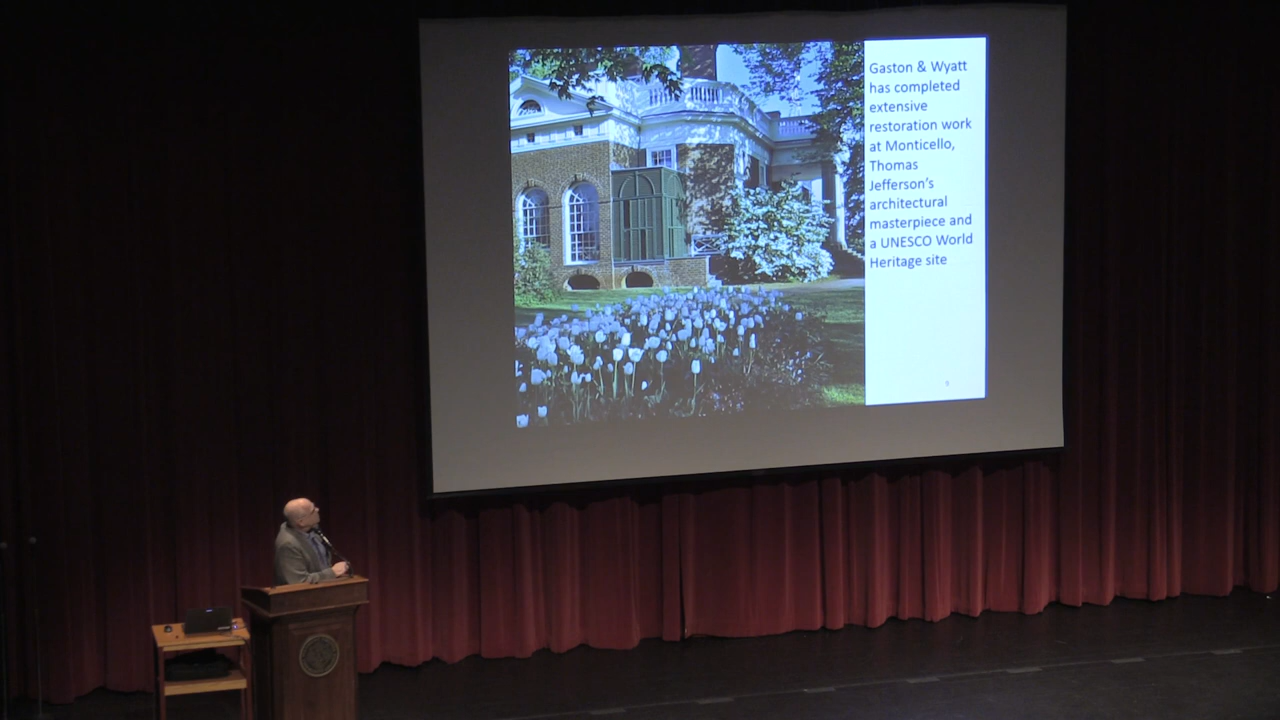 Gaston & Wyatt
has completed
extensive
restoration work
at Monticello,
Thomas
Jefferson's
architectural
masterpiece and
a UNESCO World
Heritage site